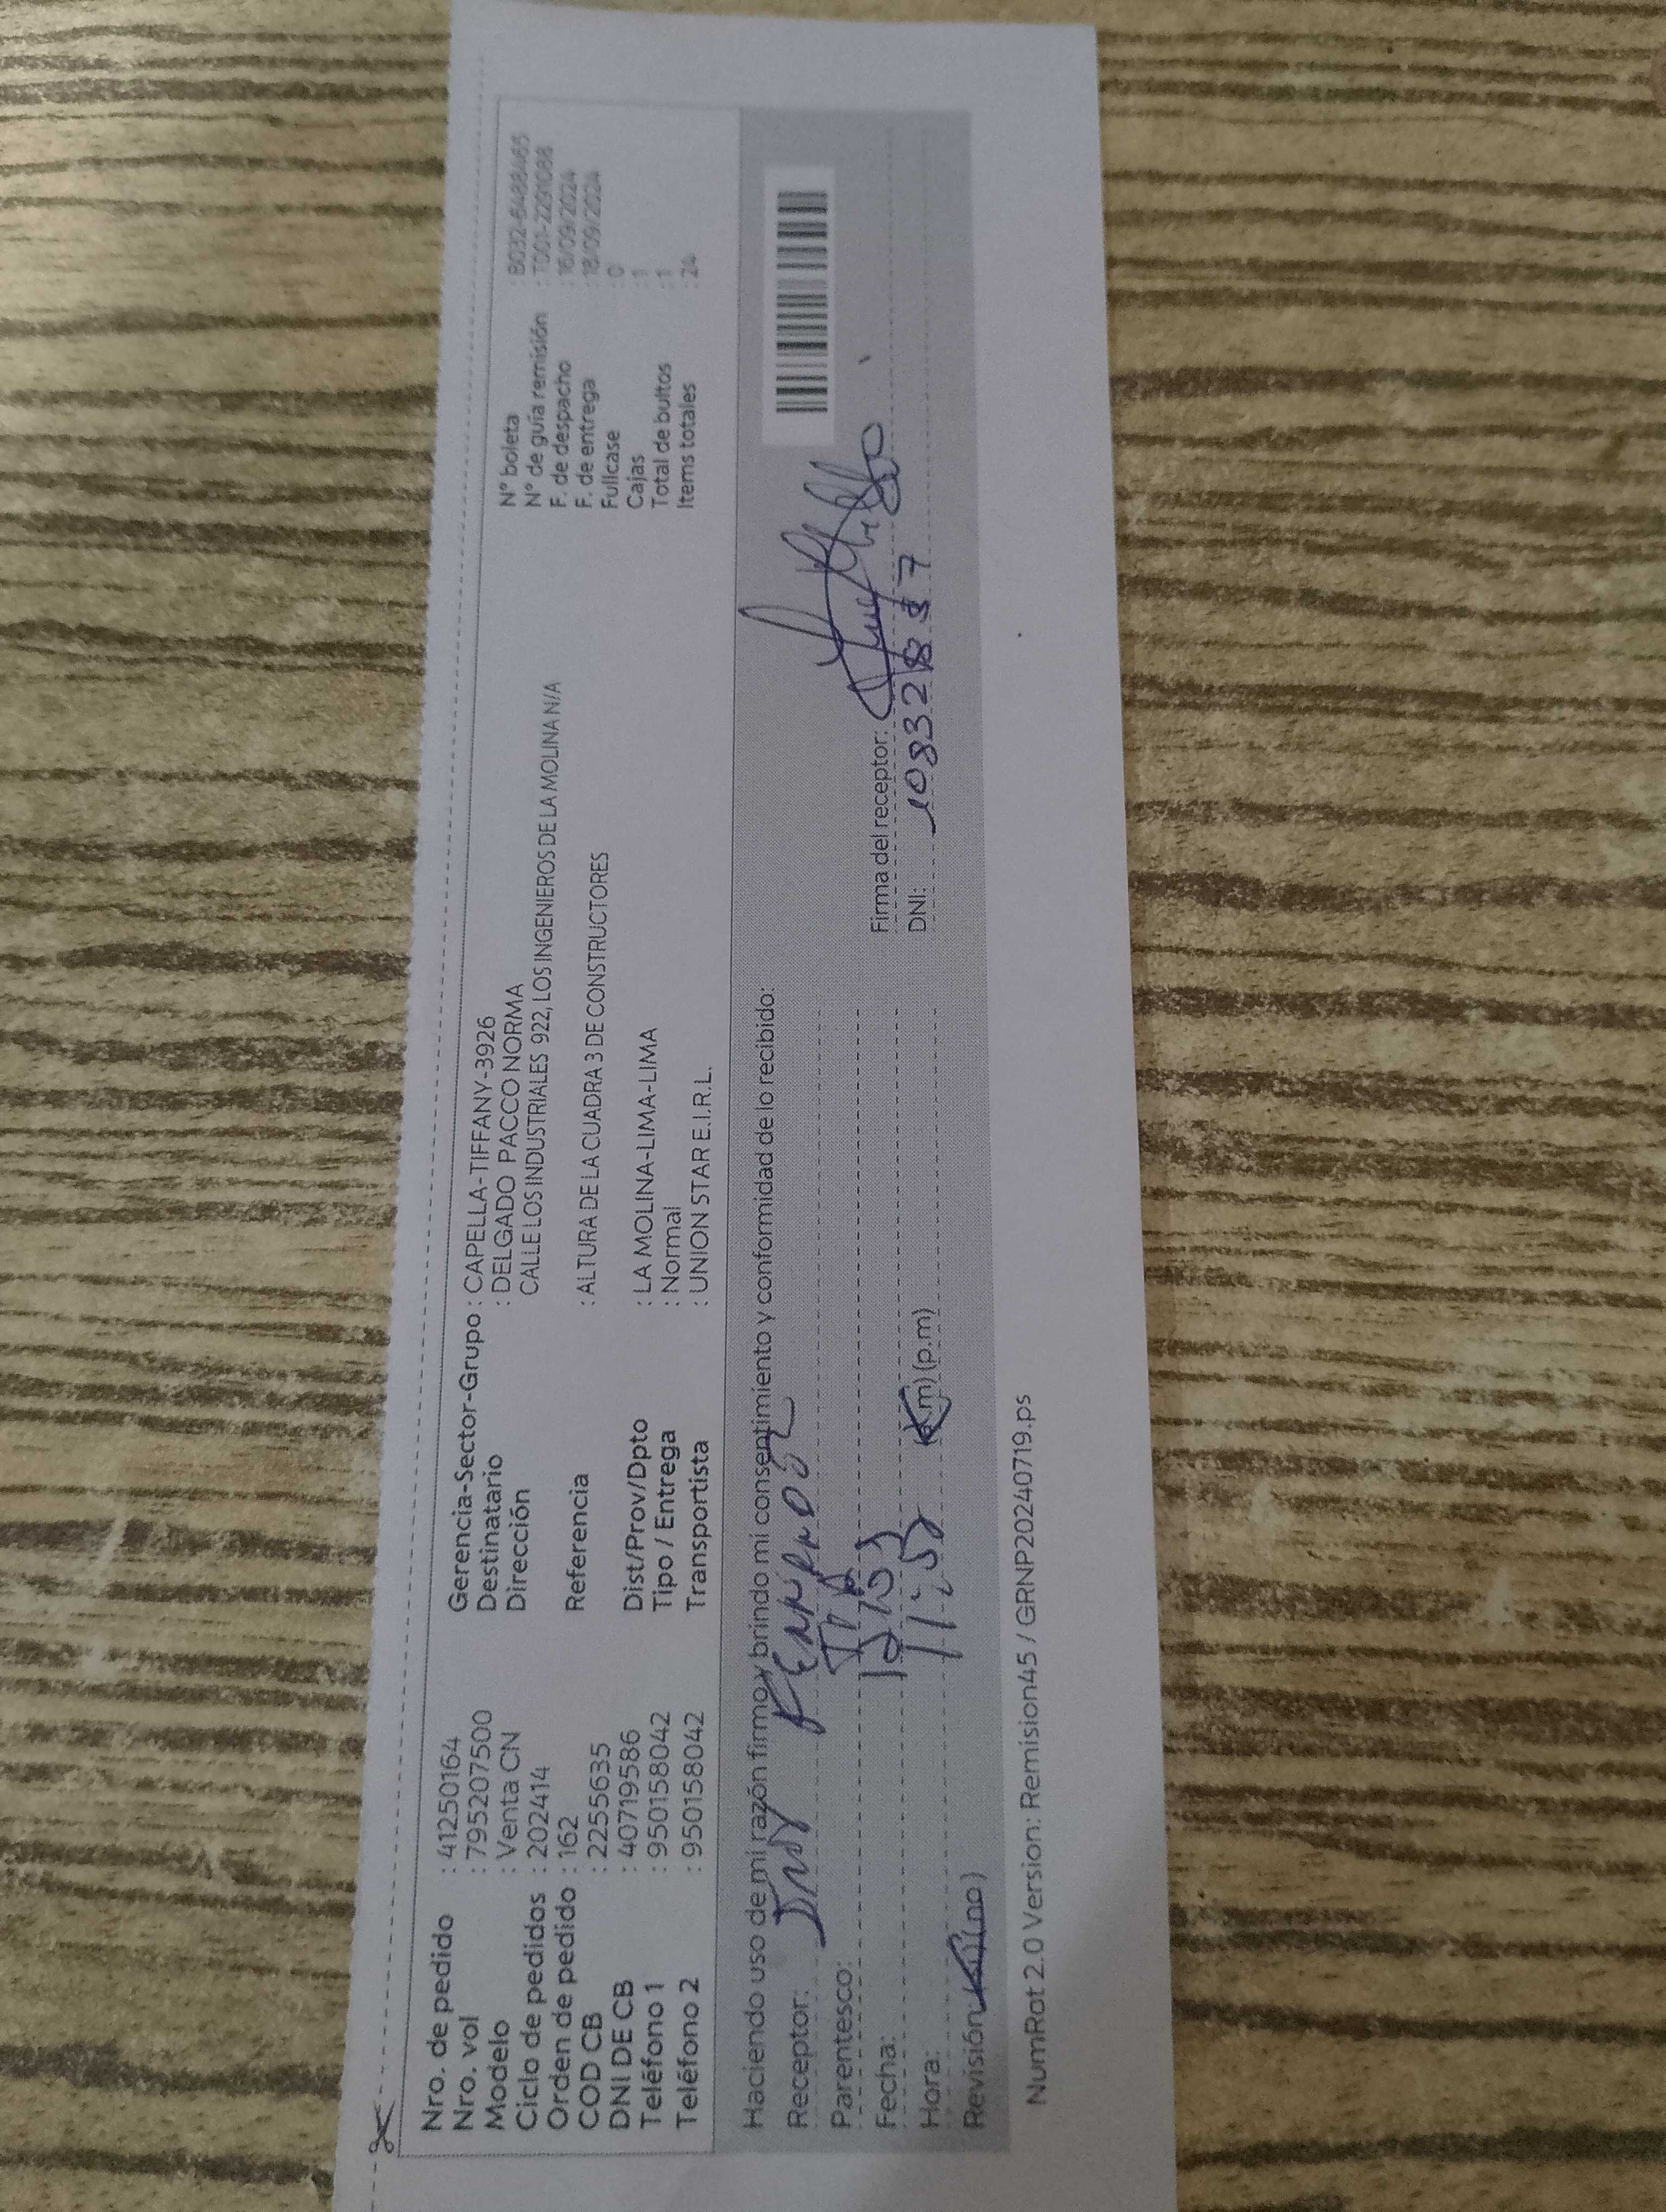 Nro. de pedido : 41250164
Nro. vol : 795207500
Modelo : Venta CN
Ciclo de pedidos : 202414
Orden de pedido : 162
COD CB : 2255635
DNI DE CB : 40719586
Teléfono 1 : 950158042
Teléfono 2 : 950158042
Gerencia-Sector-Grupo : CAPELLA-TIFFANY-3926
Destinatario : DELGADO PACCO NORMA
Dirección CALLE LOS INDUSTRIALES 922, LOS INGENIEROS DE LA MOLINA N/A
Referencia : ALTURA DE LA CUADRA 3 DE CONSTRUCTORES
Dist/Prov/Dpto : LA MOLINA-LIMA-LIMA
Tipo / Entrega : Normal
Transportista : UNION STAR E.I.R.L.
N° boleta : B032-6488465
N° de guía remisión : T001-2291088
F. de despacho : 16/09/2024
F. de entrega : 18/09/2024
Fullcase : 0
Cajas : 1
Total de bultos : 1
Items totales : 24
Haciendo uso de mi razón firmo y brindo mi consentimiento y conformidad de lo recibido:
Receptor:
Parentesco:
Fecha:
Hora: (p.m)
Revisión
Firma del receptor:
DNI:
NumRot 2.0 Version: Remision45 / GRNP20240719.ps